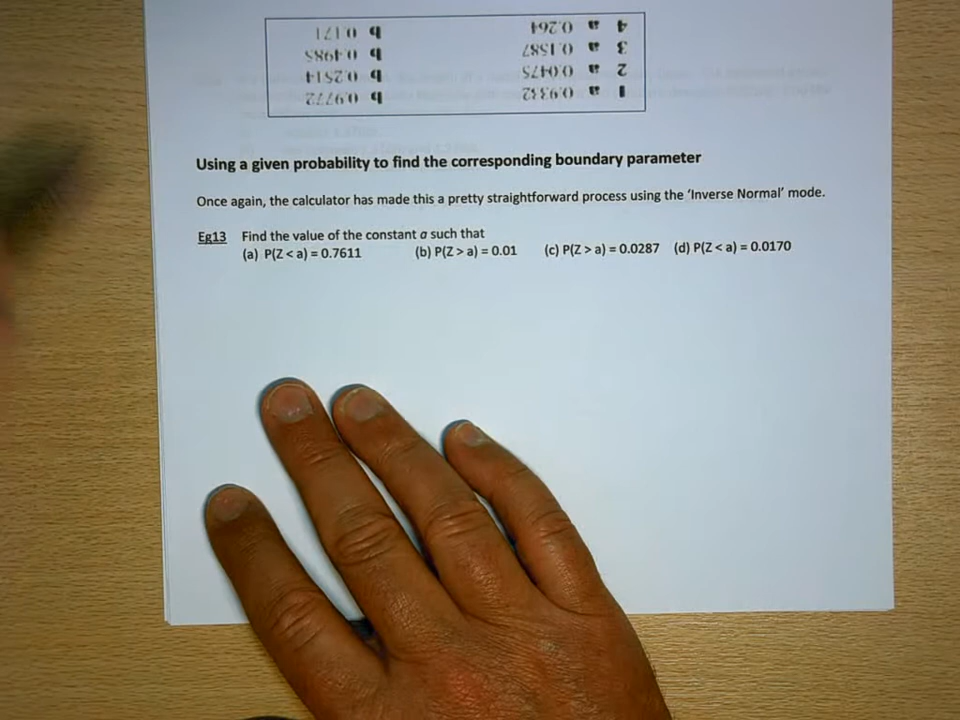 1 a 0.9332 b 0.9772
2 a 0.0475 b 0.2514
3 a 0.1587 b 0.4985
4 a 0.264 b 0.171
Using a given probability to find the corresponding boundary parameter
Once again, the calculator has made this a pretty straightforward process using the ‘Inverse Normal’ mode.
Eg13 Find the value of the constant a such that
(a) P(Z < a) = 0.7611 (b) P(Z > a) = 0.01 (c) P(Z > a) = 0.0287 (d) P(Z < a) = 0.0170